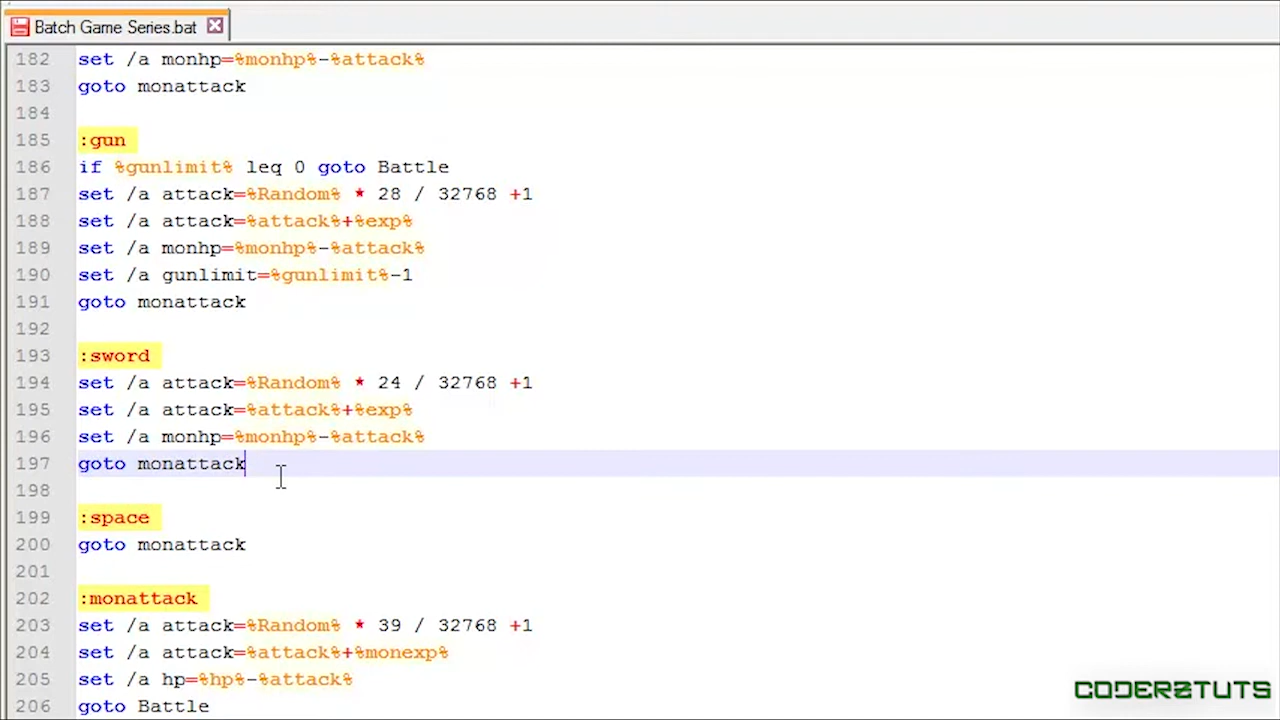 Batch Game Series.bat
182 set /a monhp=%monhp%-%attack%
183 goto monattack
184
185 :gun
186 if %gunlimit% leq 0 goto Battle
187 set /a attack=%Random% * 28 / 32768 +1
188 set /a attack=%attack%+%exp%
189 set /a monhp=%monhp%-%attack%
190 set /a gunlimit=%gunlimit%-1
191 goto monattack
192
193 :sword
194 set /a attack=%Random% * 24 / 32768 +1
195 set /a attack=%attack%+%exp%
196 set /a monhp=%monhp%-%attack%
197 goto monattack
198
199 :space
200 goto monattack
201
202 :monattack
203 set /a attack=%Random% * 39 / 32768 +1
204 set /a attack=%attack%+%monexp%
205 set /a hp=%hp%-%attack%
206 goto Battle
CODERZTUTS